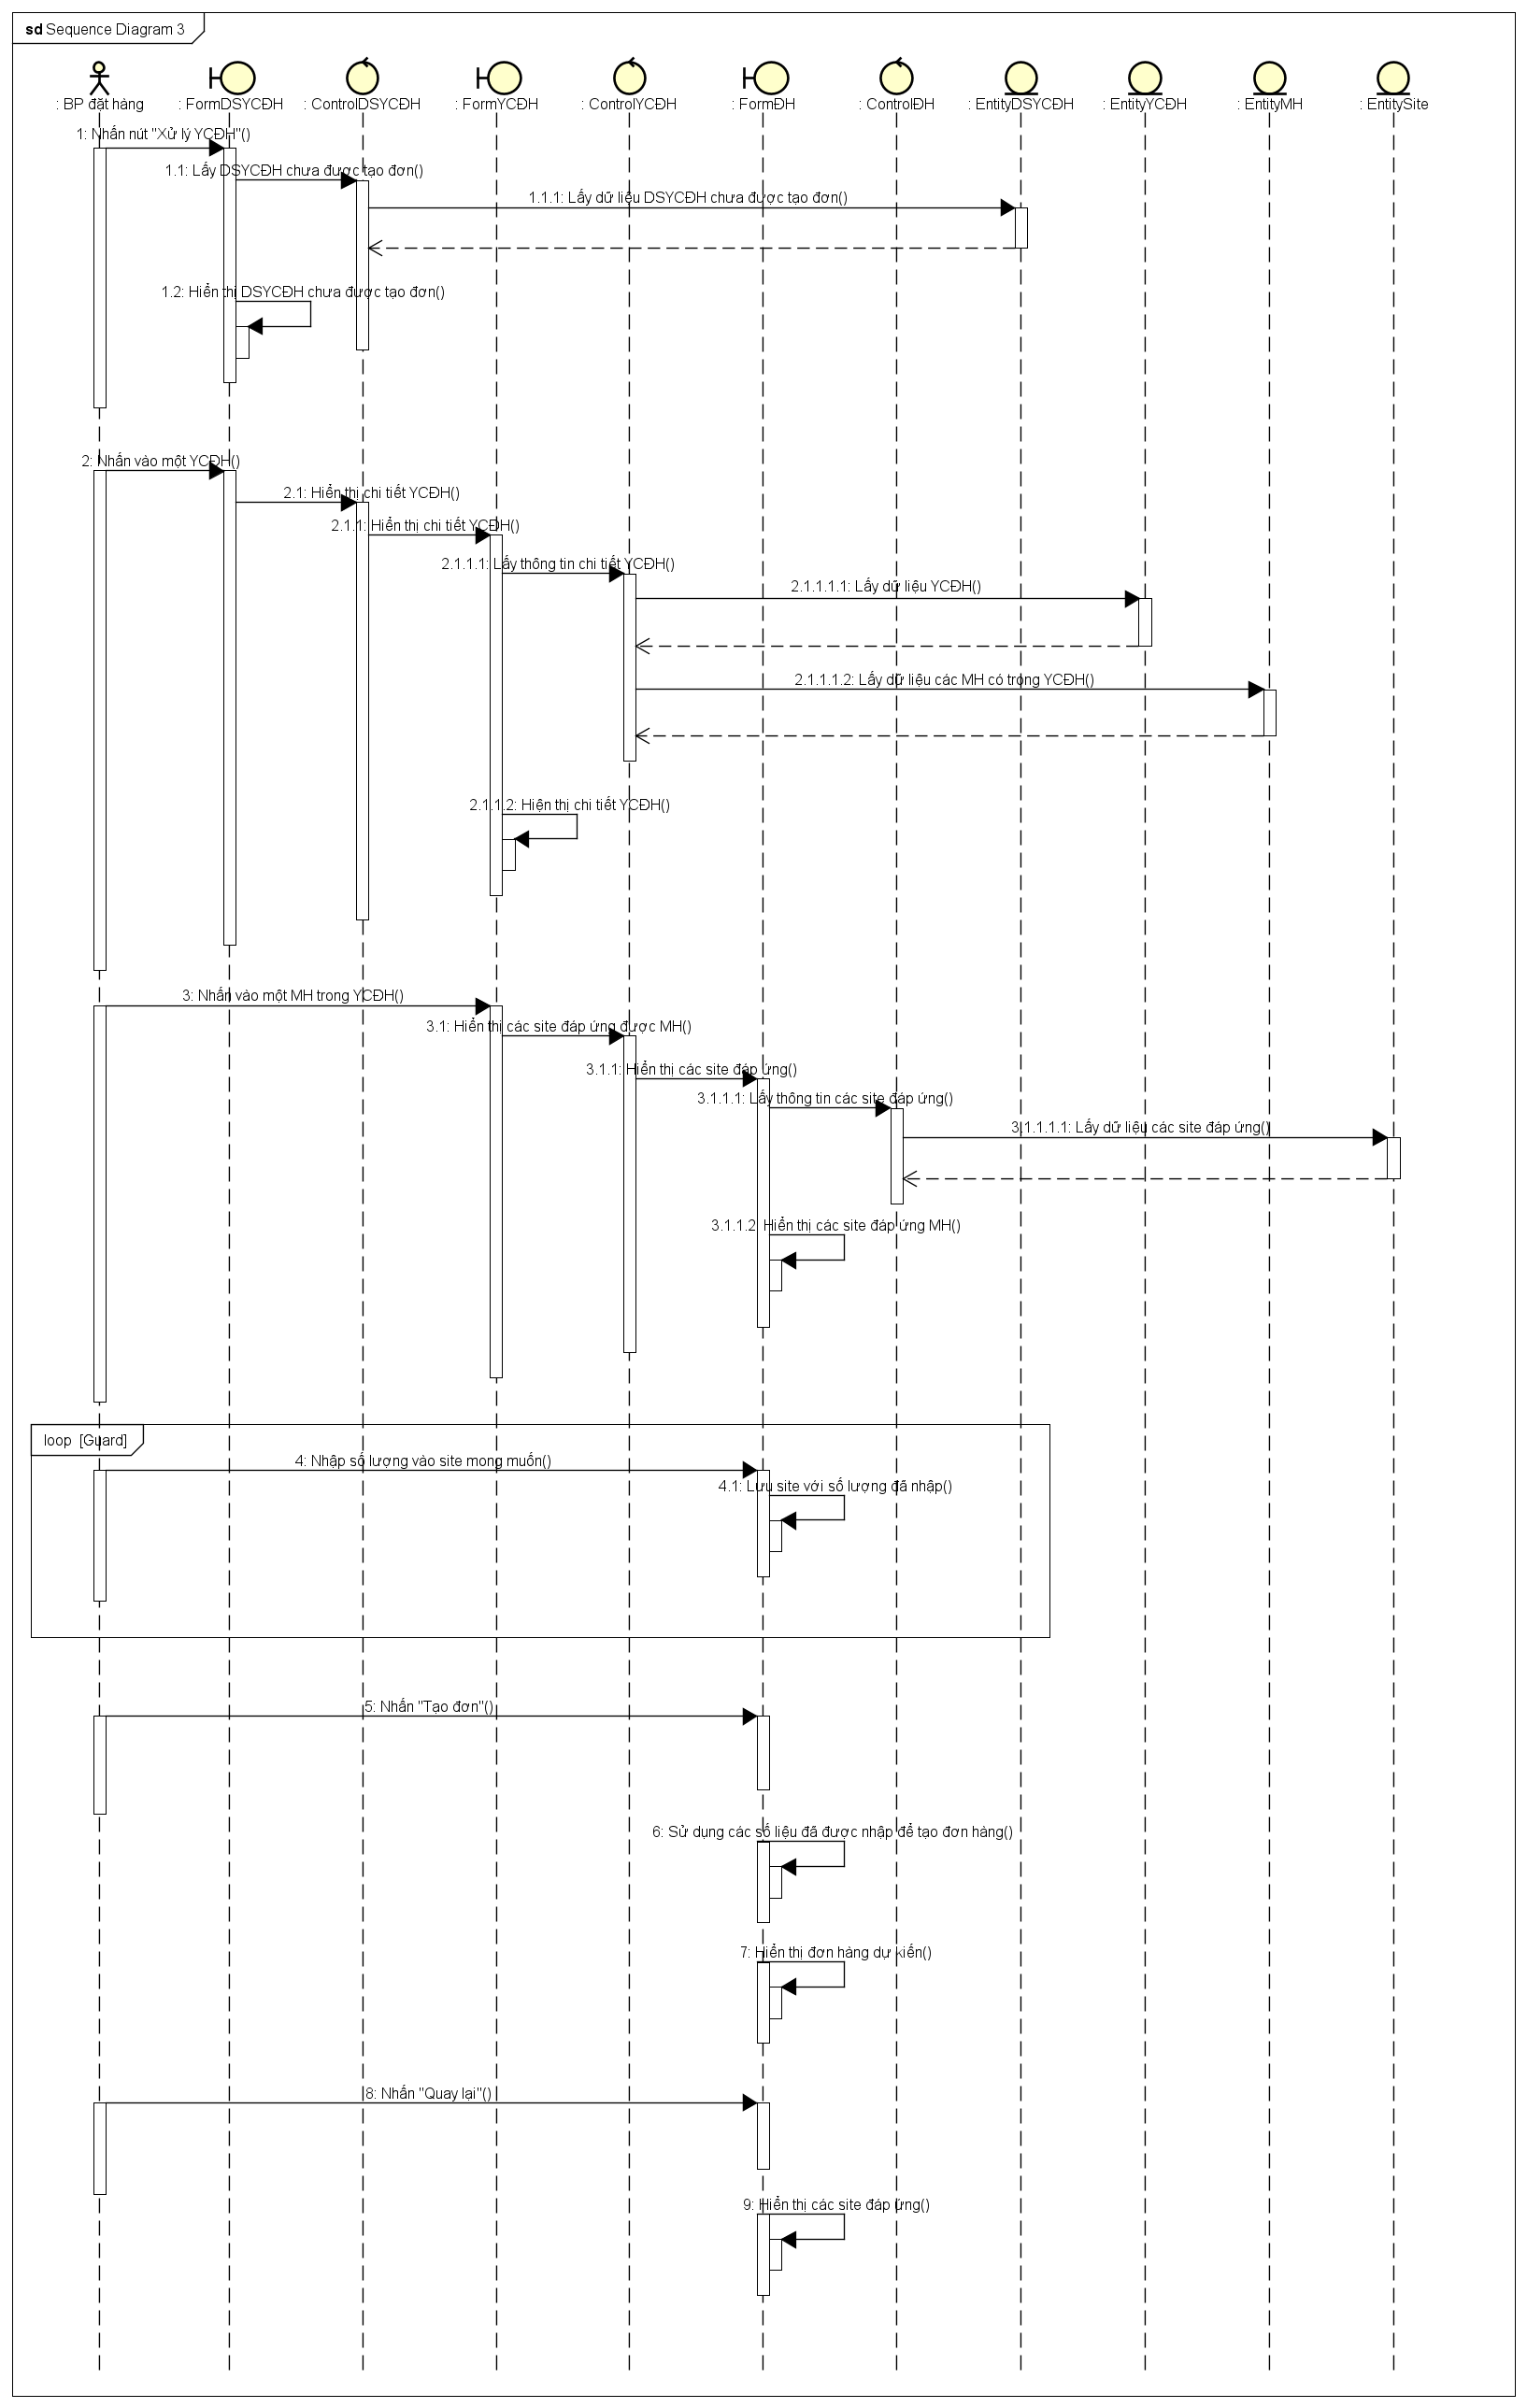 sd Sequence Diagram 3
: BP đặt hàng
: FormDSYCĐH
: ControlDSYCĐH
: FormYCĐH
: ControlYCĐH
: FormĐH
: ControlĐH
: EntityDSYCĐH
: EntityYCĐH
: EntityMH
: EntitySite
1: Nhấn nút "Xử lý YCĐH"()
1.1: Lấy DSYCĐH chưa được tạo đơn()
1.1.1: Lấy dữ liệu DSYCĐH chưa được tạo đơn()
1.2: Hiển thị DSYCĐH chưa được tạo đơn()
2: Nhấn vào một YCĐH()
2.1: Hiển thị chi tiết YCĐH()
2.1.1: Hiển thị chi tiết YCĐH()
2.1.1.1: Lấy thông tin chi tiết YCĐH()
2.1.1.1.1: Lấy dữ liệu YCĐH()
2.1.1.1.2: Lấy dữ liệu các MH có trong YCĐH()
2.1.1.2: Hiện thị chi tiết YCĐH()
3: Nhấn vào một MH trong YCĐH()
3.1: Hiển thị các site đáp ứng được MH()
3.1.1: Hiển thị các site đáp ứng()
3.1.1.1: Lấy thông tin các site đáp ứng()
3.1.1.1.1: Lấy dữ liệu các site đáp ứng()
3.1.1.2: Hiển thị các site đáp ứng MH()
loop [Guard]
4: Nhập số lượng vào site mong muốn()
4.1: Lưu site với số lượng đã nhập()
5: Nhấn "Tạo đơn"()
6: Sử dụng các số liệu đã được nhập để tạo đơn hàng()
7: Hiển thị đơn hàng dự kiến()
8: Nhấn "Quay lại"()
9: Hiển thị các site đáp ứng()